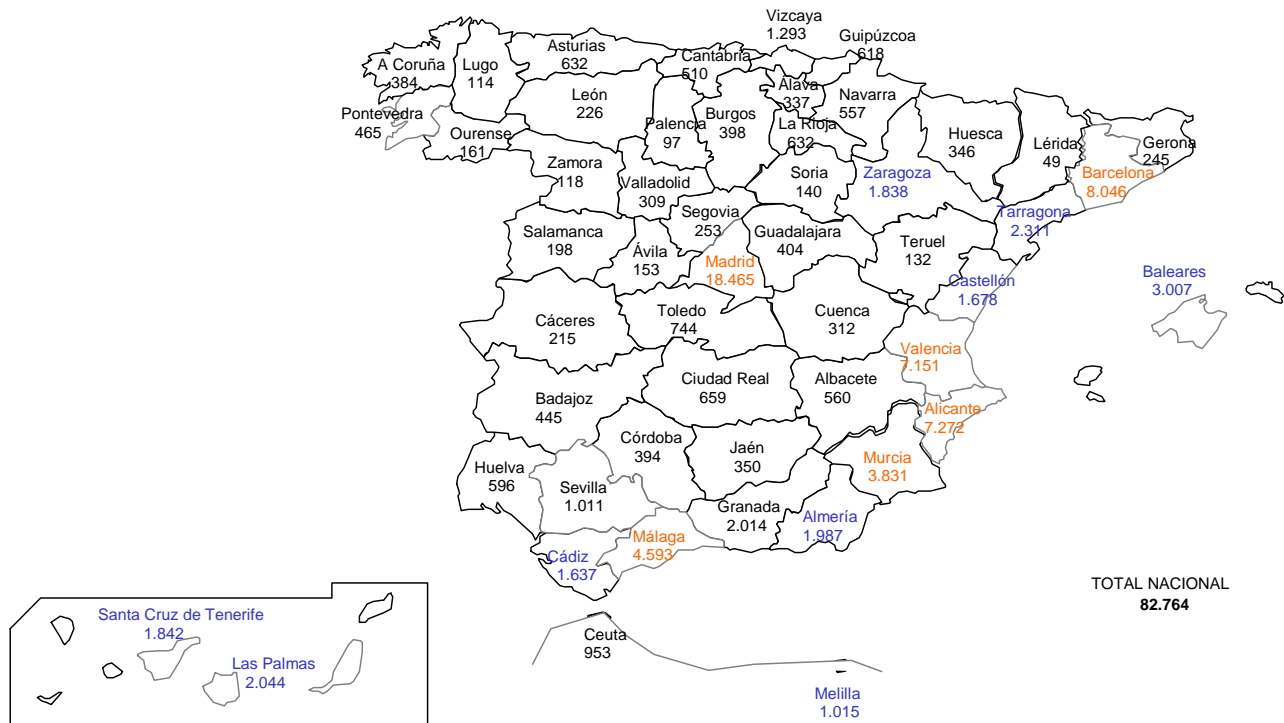 Vizcaya
1.293
Guipúzcoa
618
Asturias
632
Cantabria
510
A Coruña
384
Lugo
114
Álava
337
Navarra
557
León
226
Pontevedra
465
Palencia
97
Burgos
398
La Rioja
632
Huesca
346
Lérida
49
Gerona
245
Ourense
161
Barcelona
8.046
Zamora
118
Valladolid
309
Soria
140
Zaragoza
1.838
Segovia
253
Tarragona
2.311
Salamanca
198
Ávila
153
Madrid
18.465
Guadalajara
404
Teruel
132
Castellón
1.678
Baleares
3.007
Cáceres
215
Toledo
744
Cuenca
312
Valencia
7.151
Badajoz
445
Ciudad Real
659
Albacete
560
Alicante
7.272
Córdoba
394
Jaén
350
Murcia
3.831
Huelva
596
Sevilla
1.011
Granada
2.014
Almería
1.987
Málaga
4.593
Cádiz
1.637
TOTAL NACIONAL
82.764
Santa Cruz de Tenerife
1.842
Las Palmas
2.044
Ceuta
953
Melilla
1.015